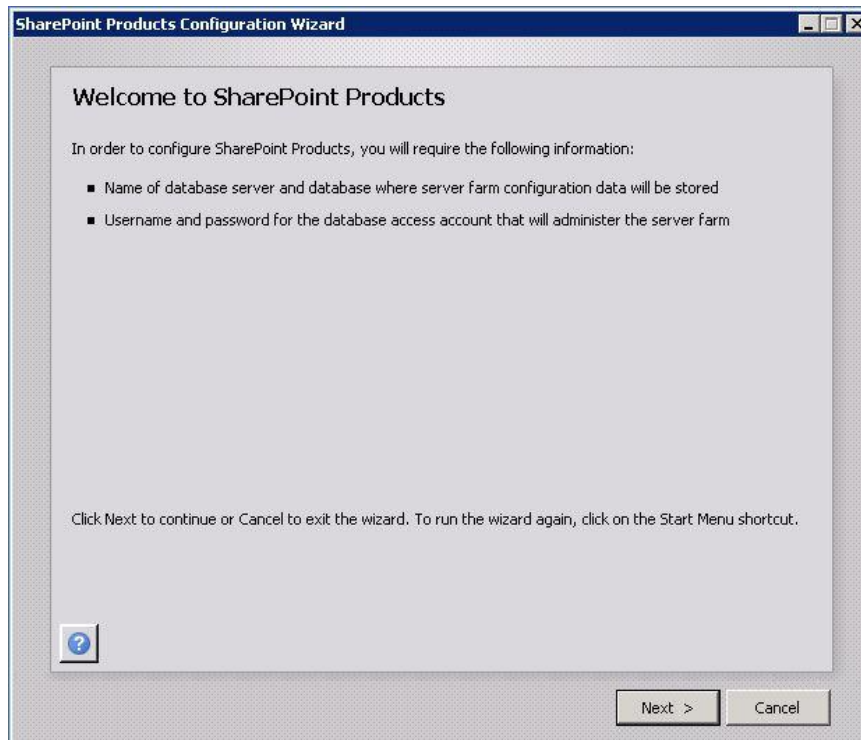 SharePoint Products Configuration Wizard
Welcome to SharePoint Products
In order to configure SharePoint Products, you will require the following information:
■ Name of database server and database where server farm configuration data will be stored
■ Username and password for the database access account that will administer the server farm
Click Next to continue or Cancel to exit the wizard. To run the wizard again, click on the Start Menu shortcut.
?
Next >
Cancel